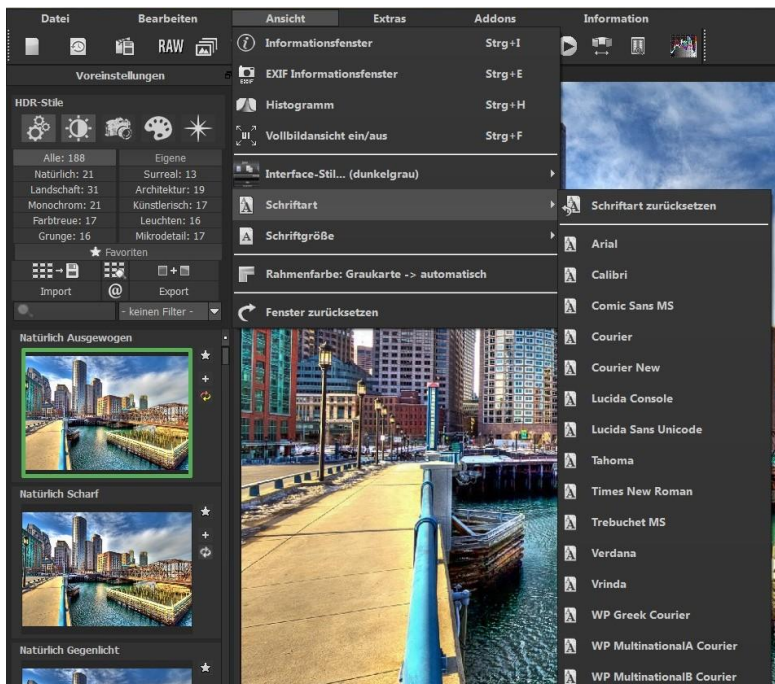 Datei Bearbeiten Ansicht Extras Addons Information
RAW
Voreinstellungen
HDR-Stile
Alle: 188 Eigene
Natürlich: 21 Surreal: 13
Landschaft: 31 Architektur: 19
Monochrom: 21 Künstlerisch: 17
Farbtreue: 17 Leuchten: 16
Grunge: 16 Mikrodetail: 17
Favoriten
Import @ Export
- keinen Filter -
Natürlich Ausgewogen
Natürlich Scharf
Natürlich Gegenlicht
Informationsfenster Strg+I
EXIF EXIF Informationsfenster Strg+E
Histogramm Strg+H
UI Vollbildansicht ein/aus Strg+F
Interface-Stil... (dunkelgrau)
A Schriftart
A Schriftgröße
Rahmenfarbe: Graukarte -> automatisch
Fenster zurücksetzen
A Schriftart zurücksetzen
A Arial
A Calibri
A Comic Sans MS
A Courier
A Courier New
A Lucida Console
A Lucida Sans Unicode
A Tahoma
A Times New Roman
A Trebuchet MS
A Verdana
A Vrinda
A WP Greek Courier
A WP MultinationalA Courier
A WP MultinationalB Courier